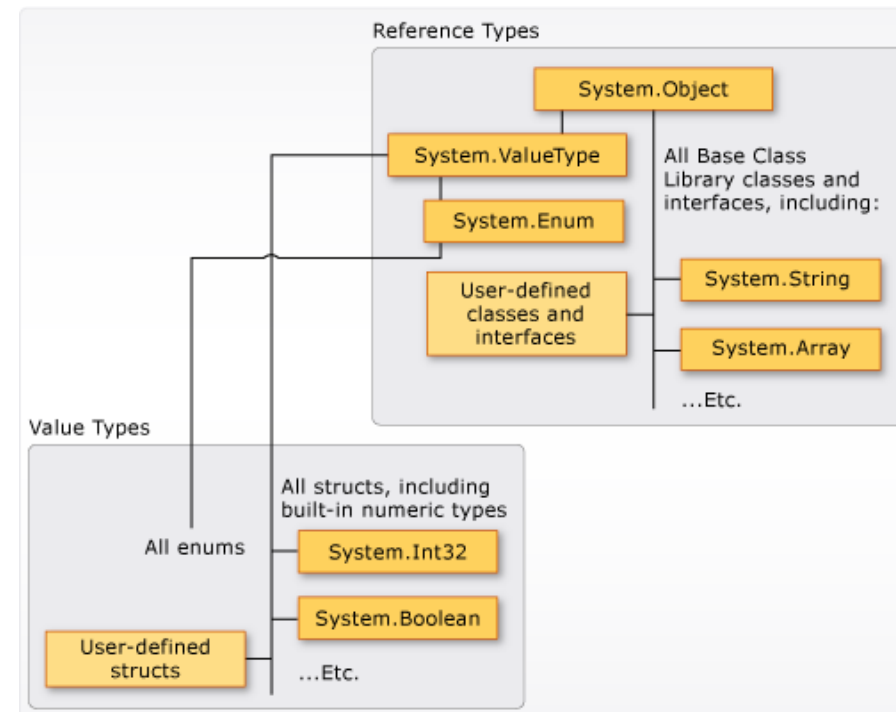 Reference Types
System.Object
System.ValueType
All Base Class
Library classes and
interfaces, including:
System.Enum
System.String
User-defined
classes and
interfaces
System.Array
...Etc.
Value Types
All structs, including
built-in numeric types
All enums
System.Int32
System.Boolean
User-defined
structs
...Etc.